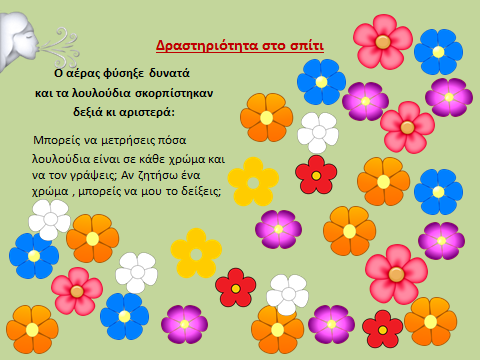 Δραστηριότητα στο σπίτι
Ο αέρας φύσηξε δυνατά
και τα λουλούδια σκορπίστηκαν
δεξιά κι αριστερά:
Μπορείς να μετρήσεις πόσα
λουλούδια είναι σε κάθε χρώμα και
να τον γράψεις; Αν ζητήσω ένα
χρώμα , μπορείς να μου το δείξεις;